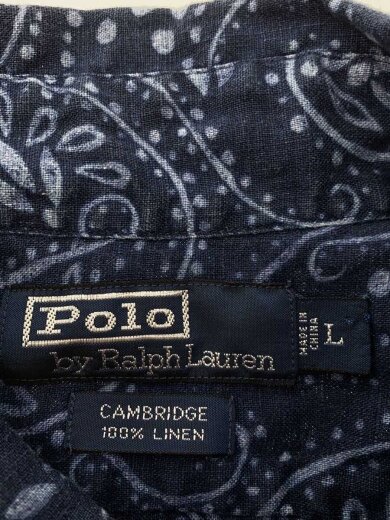 Polo
by Ralph Lauren
MADE IN
CHINA
L
CAMBRIDGE
100% LINEN